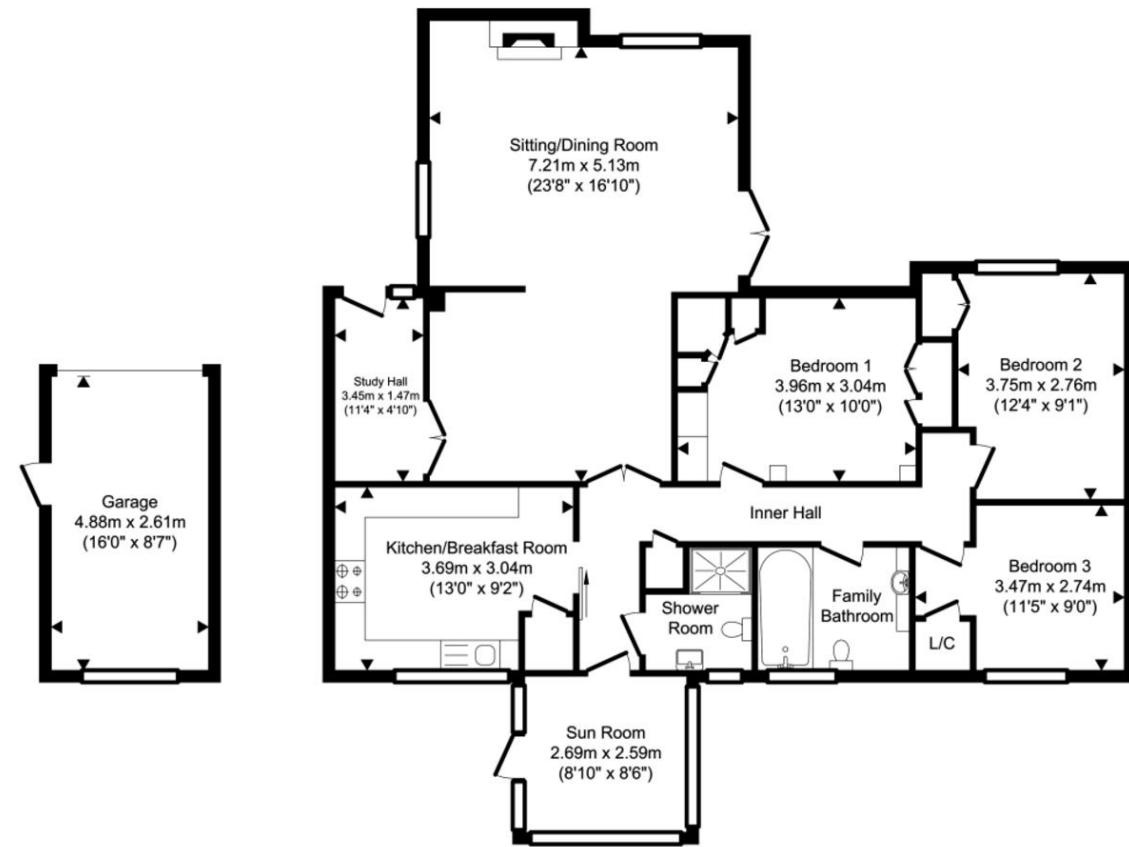 Sitting/Dining Room
7.21m x 5.13m
(23'8" x 16'10")
Study Hall
3.45m x 1.47m
(11'4" x 4'10")
Bedroom 1
3.96m x 3.04m
(13'0" x 10'0")
Bedroom 2
3.75m x 2.76m
(12'4" x 9'1")
Garage
4.88m x 2.61m
(16'0" x 8'7")
Inner Hall
Kitchen/Breakfast Room
3.69m x 3.04m
(13'0" x 9'2")
Shower
Room
Family
Bathroom
Bedroom 3
3.47m x 2.74m
(11'5" x 9'0")
L/C
Sun Room
2.69m x 2.59m
(8'10" x 8'6")